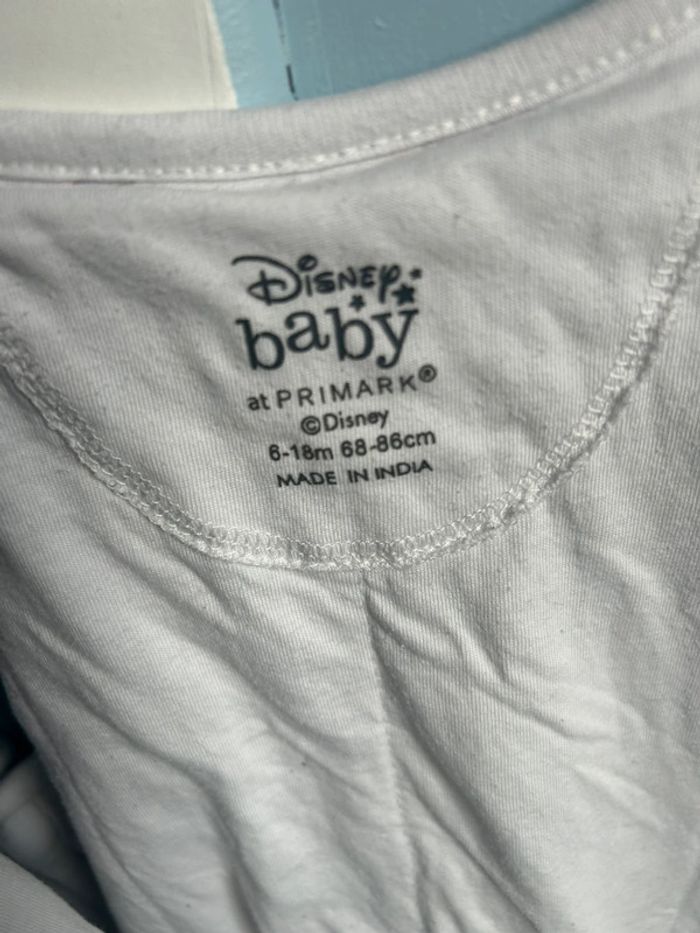 Disney
baby
at PRIMARK®
©Disney
6-18m 68-86cm
MADE IN INDIA